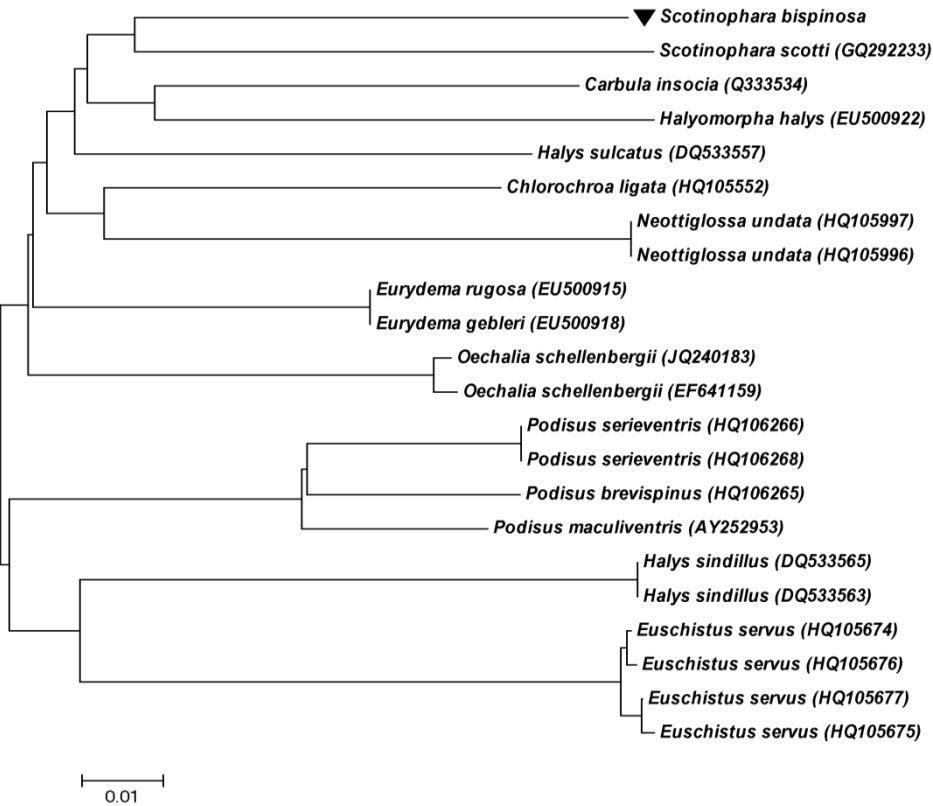 Scotinophara bispinosa
Scotinophara scotti (GQ292233)
Carbula insocia (Q333534)
Halyomorpha halys (EU500922)
Halys sulcatus (DQ533557)
Chlorochroa ligata (HQ105552)
Neottiglossa undata (HQ105997)
Neottiglossa undata (HQ105996)
Eurydema rugosa (EU500915)
Eurydema gebleri (EU500918)
Oechalia schellenbergii (JQ240183)
Oechalia schellenbergii (EF641159)
Podisus serieventris (HQ106266)
Podisus serieventris (HQ106268)
Podisus brevispinus (HQ106265)
Podisus maculiventris (AY252953)
Halys sindillus (DQ533565)
Halys sindillus (DQ533563)
Euschistus servus (HQ105674)
Euschistus servus (HQ105676)
Euschistus servus (HQ105677)
Euschistus servus (HQ105675)
0.01